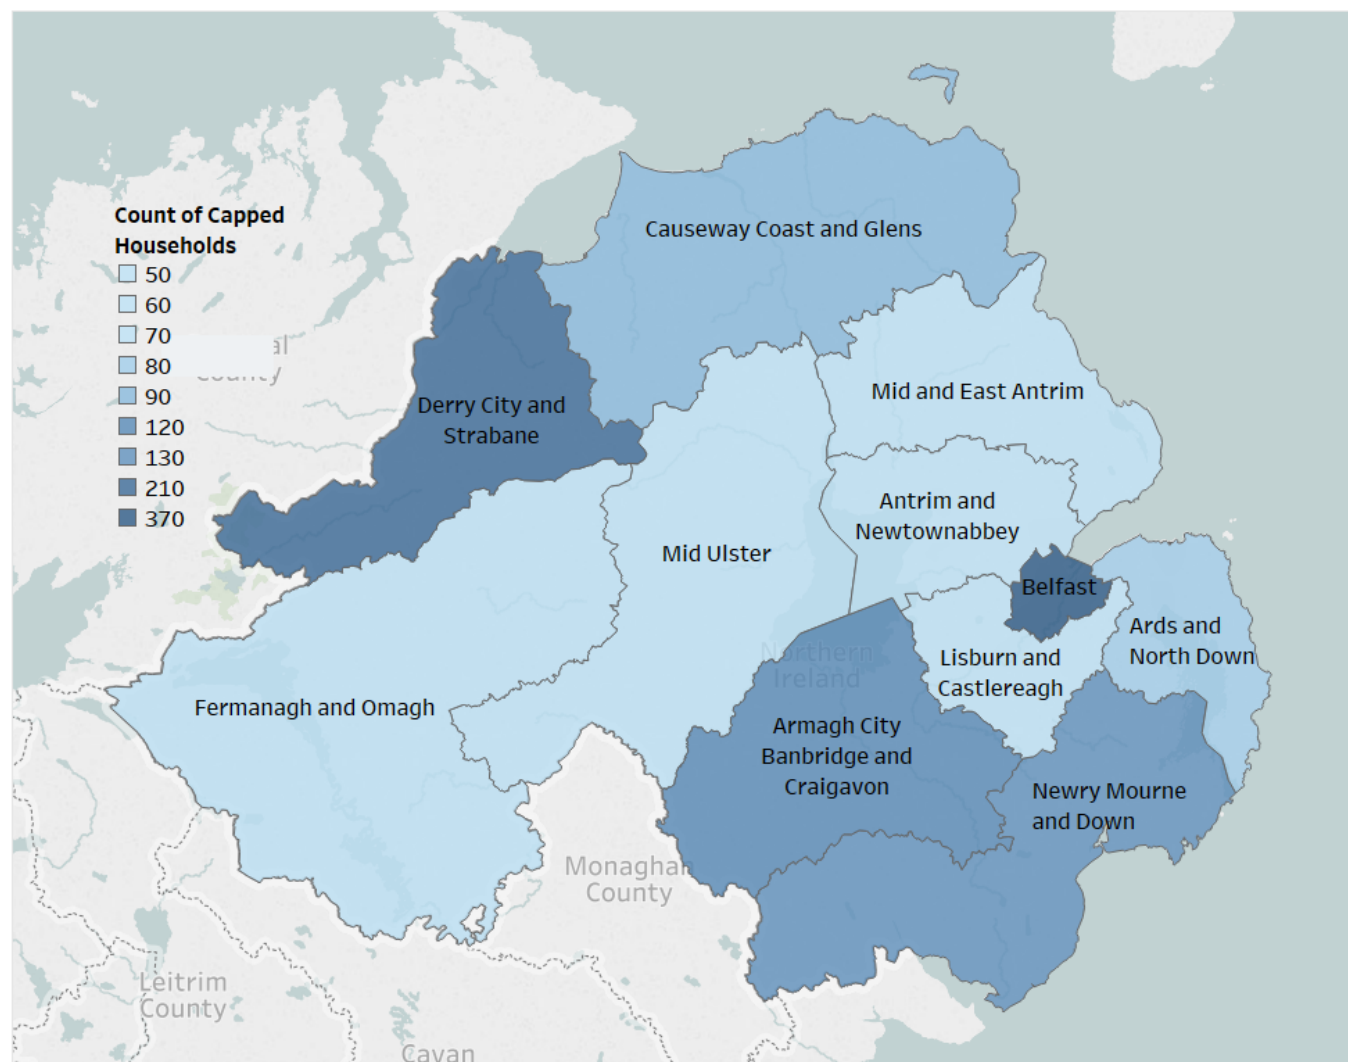 Count of Capped
Households
50
60
70
80
90
120
130
210
370
County
Causeway Coast and Glens
Mid and East Antrim
Derry City and
Strabane
Antrim and
Newtownabbey
Mid Ulster
Belfast
Ards and
North Down
Lisburn and
Castlereagh
Northern
Ireland
Fermanagh and Omagh
Armagh City
Banbridge and
Craigavon
Newry Mourne
and Down
Monaghan
County
Leitrim
County
Cavan